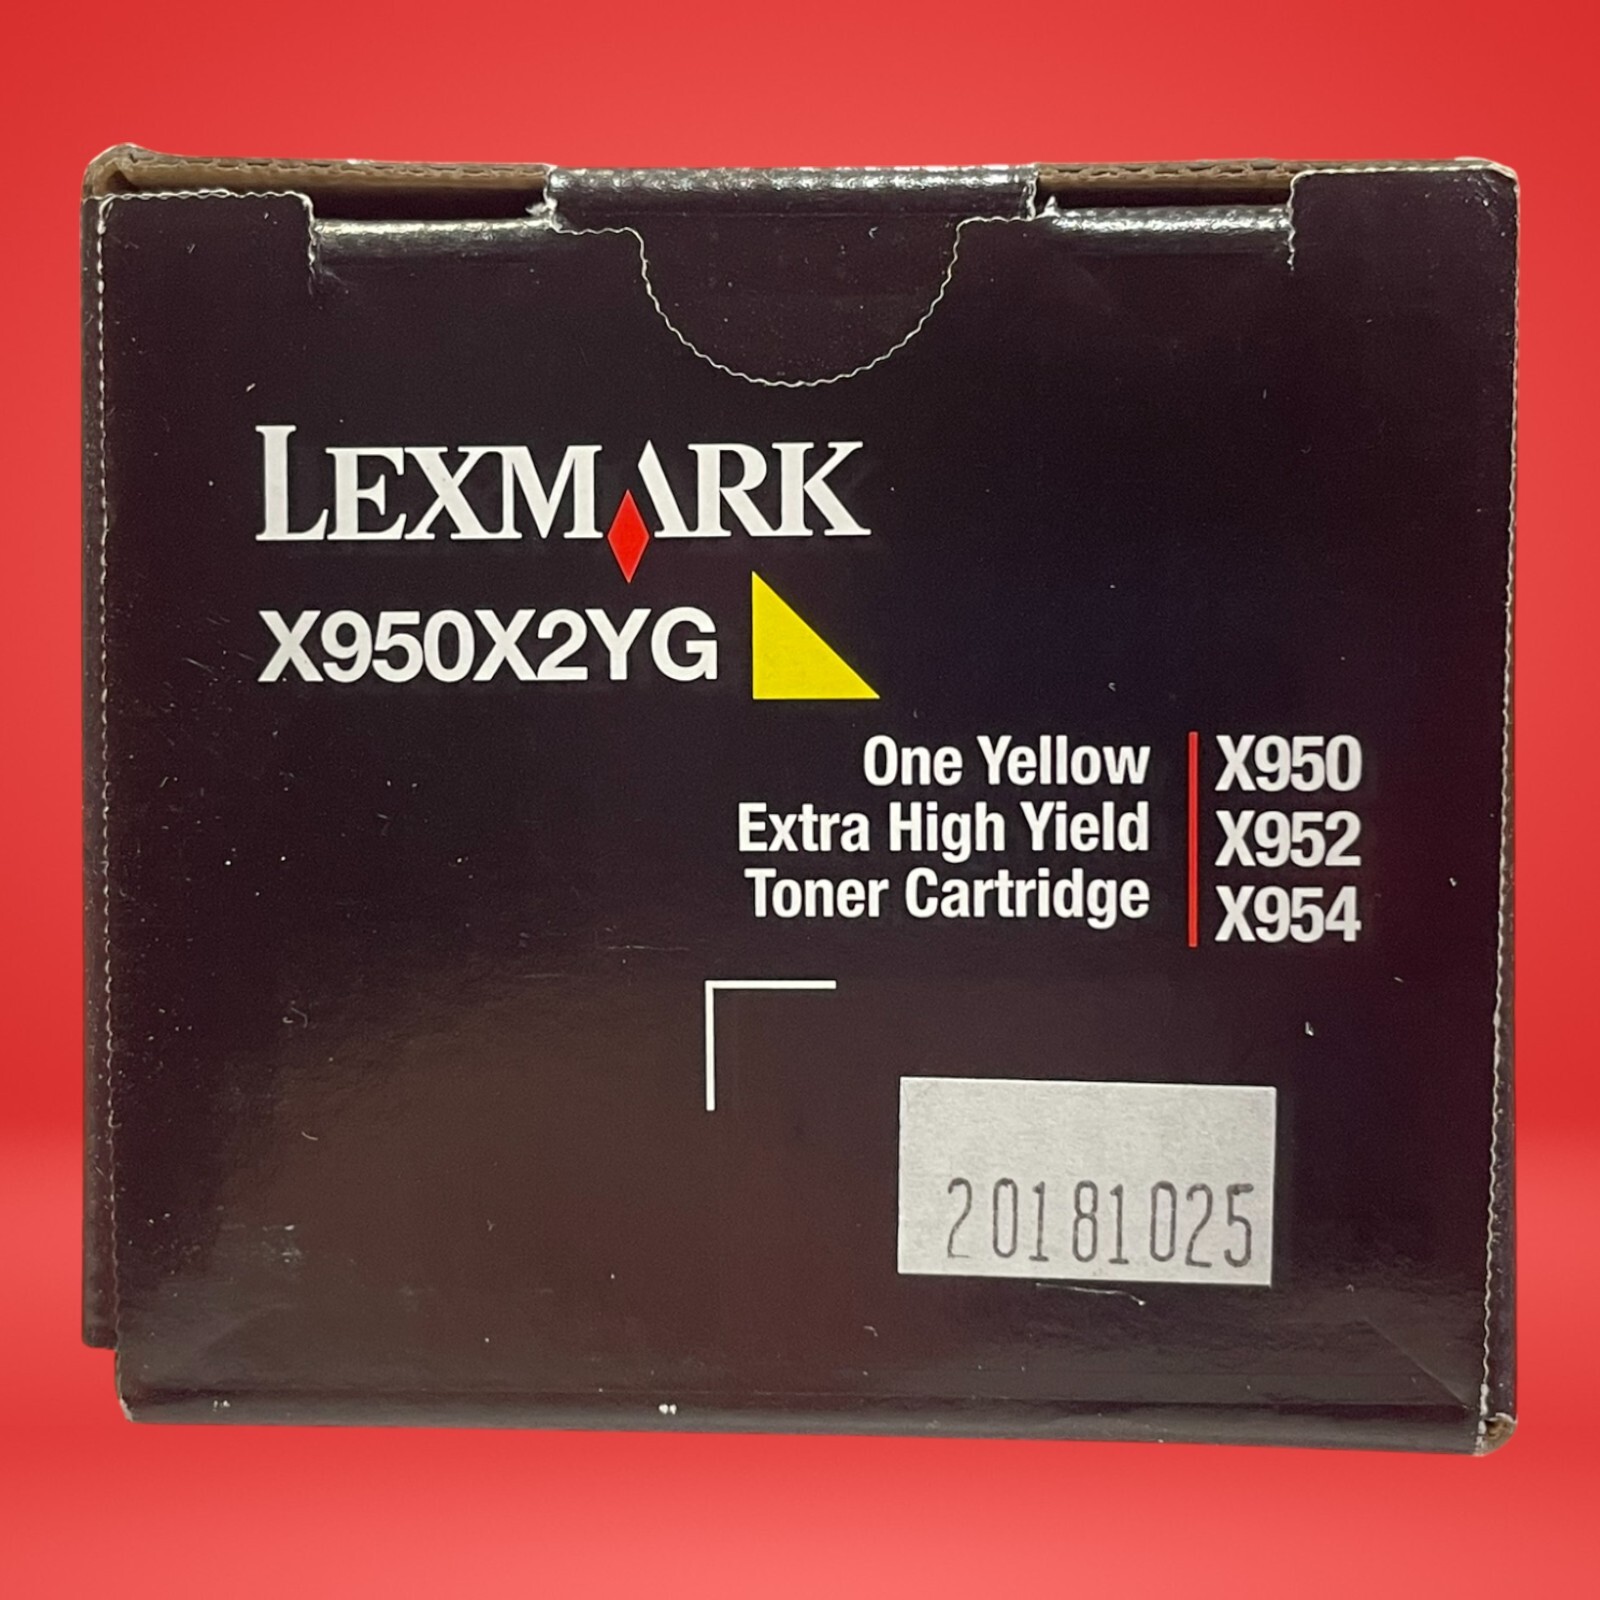 LEXMARK
X950X2YG
One Yellow
Extra High Yield
Toner Cartridge
X950
X952
X954
20181025